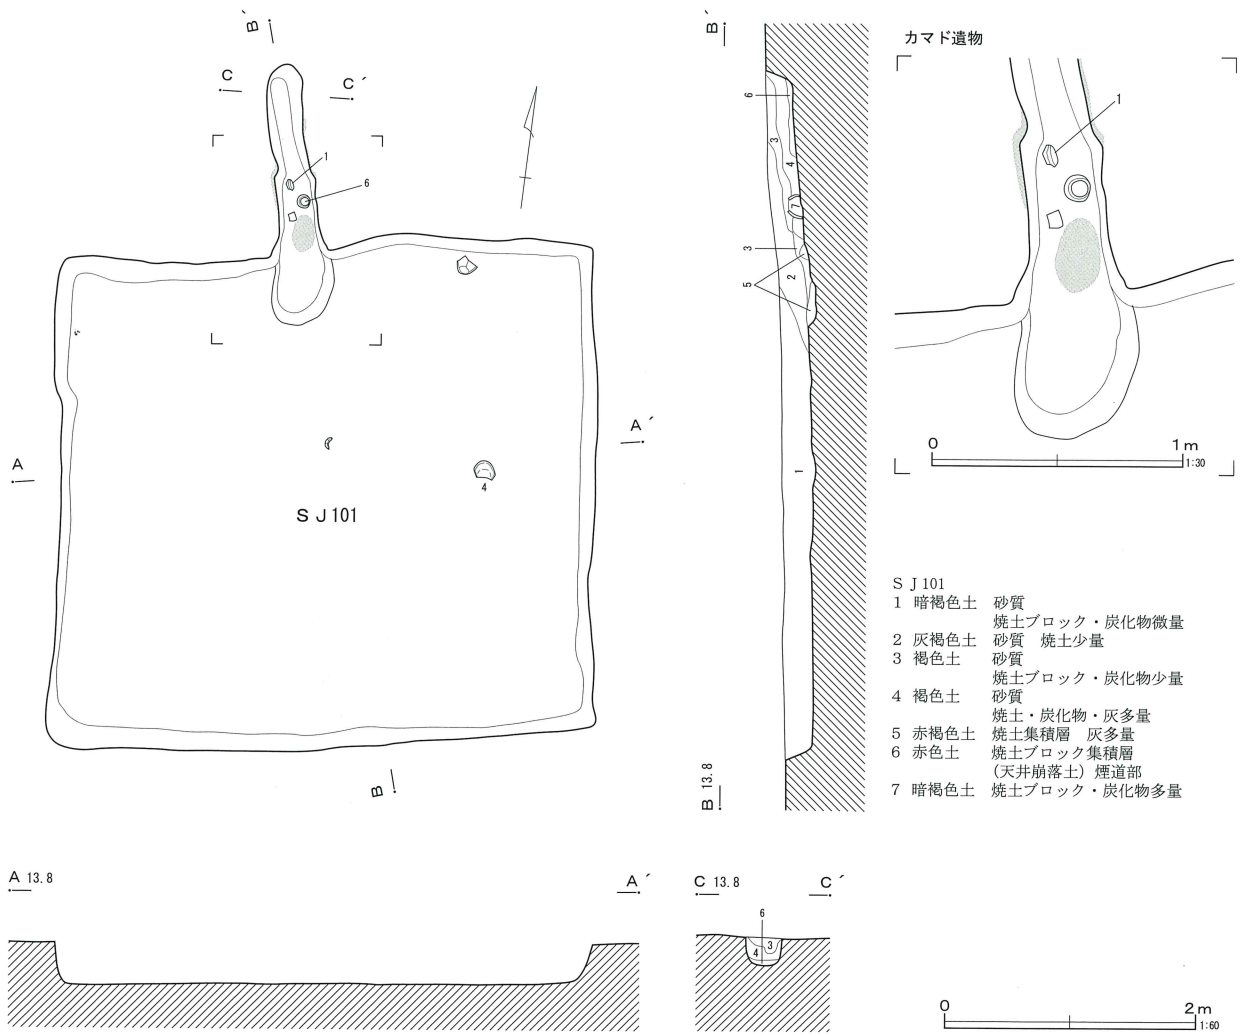 B´
C
C´
1
6
A
A´
4
S J 101
B
B´
6
3
4
7
3
2
5
1
B 13.8
カマド遺物
1
0 1m
1:30
S J 101
1 暗褐色土 砂質
焼土ブロック・炭化物微量
2 灰褐色土 砂質 焼土少量
3 褐色土 砂質
焼土ブロック・炭化物少量
4 褐色土 砂質
焼土・炭化物・灰多量
5 赤褐色土 焼土集積層 灰多量
6 赤色土 焼土ブロック集積層
(天井崩落土) 煙道部
7 暗褐色土 焼土ブロック・炭化物多量
A 13.8
A´
C 13.8
C´
6
4 3
0 2m
1:60